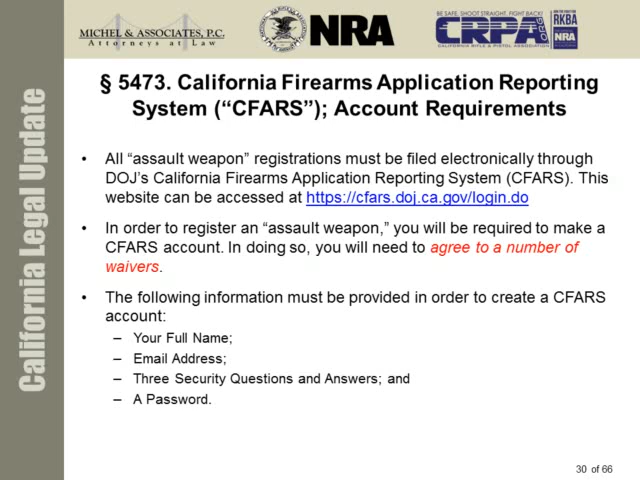 MICHEL & ASSOCIATES, P.C.
Attorneys at Law
NRA
BE SAFE. SHOOT STRAIGHT. FIGHT BACK!
CRPA.ORG
CALIFORNIA RIFLE & PISTOL ASSOCIATION
RKBA
NRA
California Legal Update
§ 5473. California Firearms Application Reporting
System (“CFARS”); Account Requirements
• All “assault weapon” registrations must be filed electronically through
DOJ’s California Firearms Application Reporting System (CFARS). This
website can be accessed at https://cfars.doj.ca.gov/login.do
• In order to register an “assault weapon,” you will be required to make a
CFARS account. In doing so, you will need to agree to a number of
waivers.
• The following information must be provided in order to create a CFARS
account:
– Your Full Name;
– Email Address;
– Three Security Questions and Answers; and
– A Password.
30 of 66